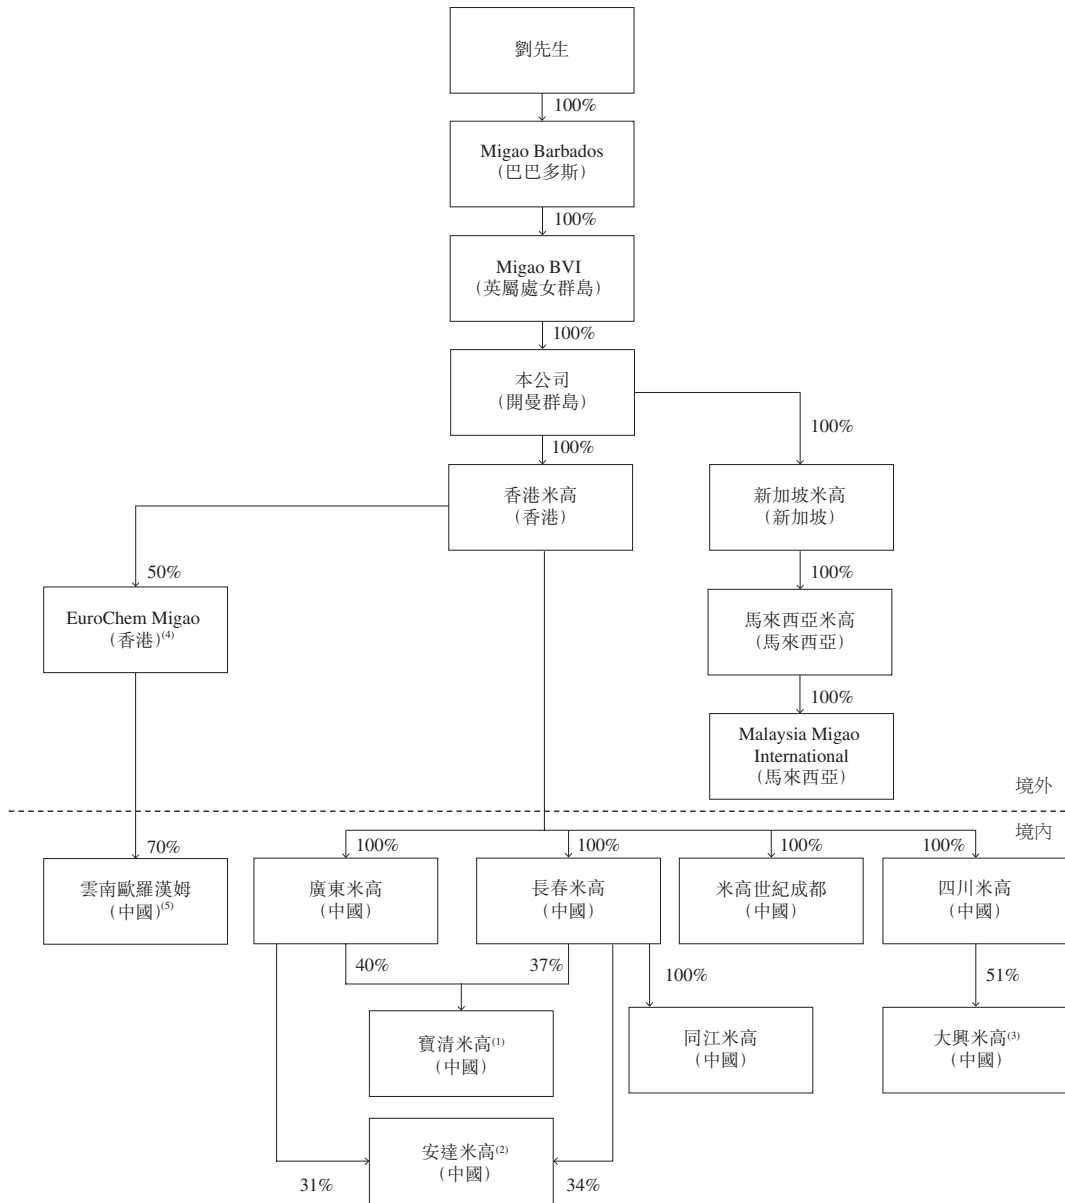 劉先生
100%
Migao Barbados
(巴巴多斯)
100%
Migao BVI
(英屬處女群島)
100%
本公司
(開曼群島)
100%
100%
香港米高
(香港)
新加坡米高
(新加坡)
50%
100%
EuroChem Migao
(香港)(4)
馬來西亞米高
(馬來西亞)
100%
Malaysia Migao
International
(馬來西亞)
境外
境內
70%
100%
100%
100%
100%
雲南歐羅漢姆
(中國)(5)
廣東米高
(中國)
長春米高
(中國)
米高世紀成都
(中國)
四川米高
(中國)
40%
37%
100%
51%
寶清米高(1)
(中國)
同江米高
(中國)
大興米高(3)
(中國)
安達米高(2)
(中國)
31%
34%